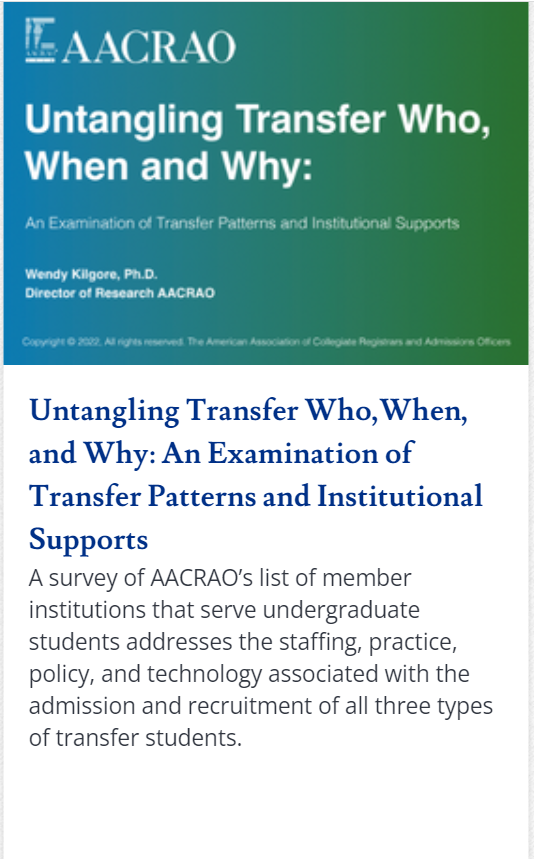 AACRAO
Untangling Transfer Who,
When and Why:
An Examination of Transfer Patterns and Institutional Supports
Wendy Kilgore, Ph.D.
Director of Research AACRAO
Copyright © 2022, All rights reserved. The American Association of Collegiate Registrars and Admissions Officers
Untangling Transfer Who, When,
and Why: An Examination of
Transfer Patterns and Institutional
Supports
A survey of AACRAO’s list of member
institutions that serve undergraduate
students addresses the staffing, practice,
policy, and technology associated with the
admission and recruitment of all three types
of transfer students.